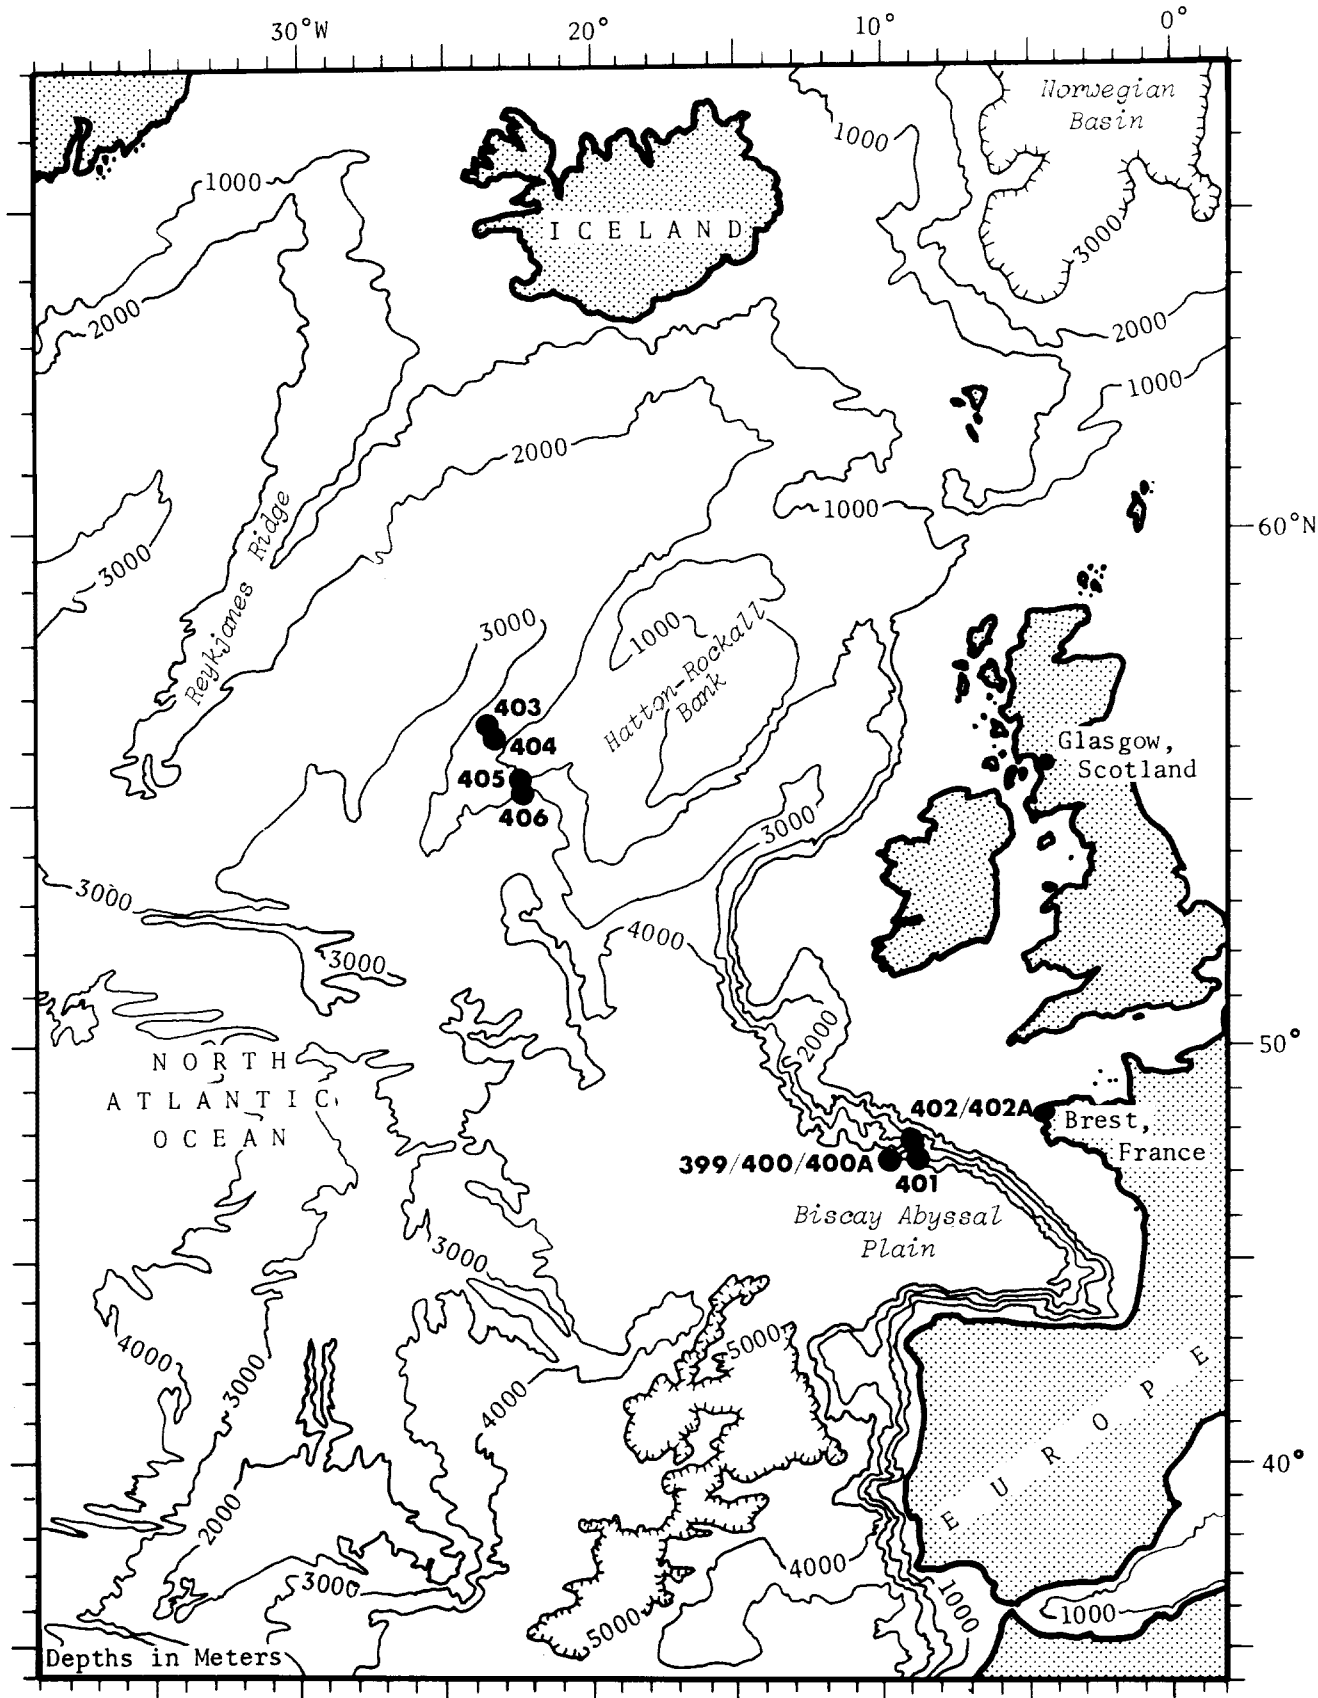 30°W 20° 10° 0°
Norwegian
Basin
1000
1000
ICELAND
3000
2000
2000
1000
2000
1000
60°N
Reykjanes Ridge
3000
3000
1000
Hatton-Rockall
Bank
403
404
Glasgow,
Scotland
405
406
3000
3000
4000
3000
2000
50°
NORTH
ATLANTIC
OCEAN
402/402A
Brest,
France
399/400/400A
401
Biscay Abyssal
Plain
3000
4000
5000
3000
4000
EUROPE
40°
2000
4000
3000
1000
1000
5000
Depths in Meters